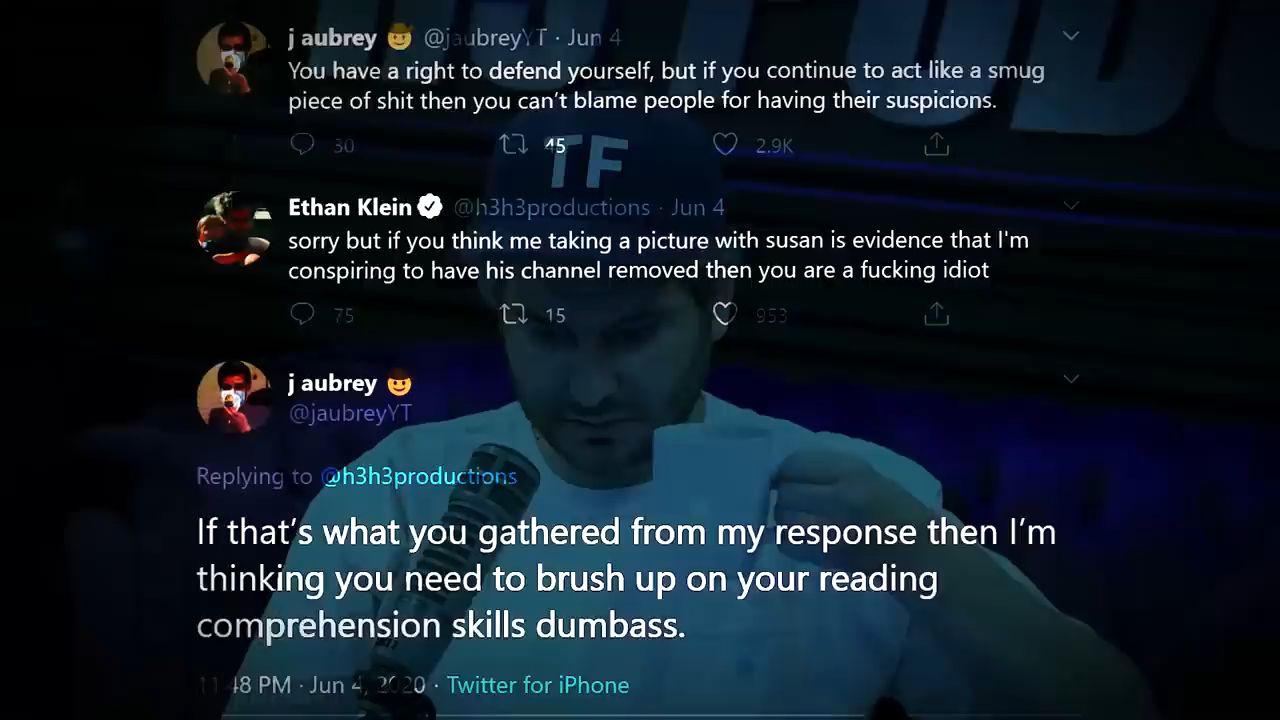 j aubrey @jaubreyYT · Jun 4
You have a right to defend yourself, but if you continue to act like a smug
piece of shit then you can't blame people for having their suspicions.
30 45 2.9K
TF
Ethan Klein @h3h3productions · Jun 4
sorry but if you think me taking a picture with susan is evidence that I'm
conspiring to have his channel removed then you are a fucking idiot
75 15 953
j aubrey
@jaubreyYT
Replying to @h3h3productions
If that's what you gathered from my response then I'm
thinking you need to brush up on your reading
comprehension skills dumbass.
11:48 PM · Jun 4, 2020 · Twitter for iPhone